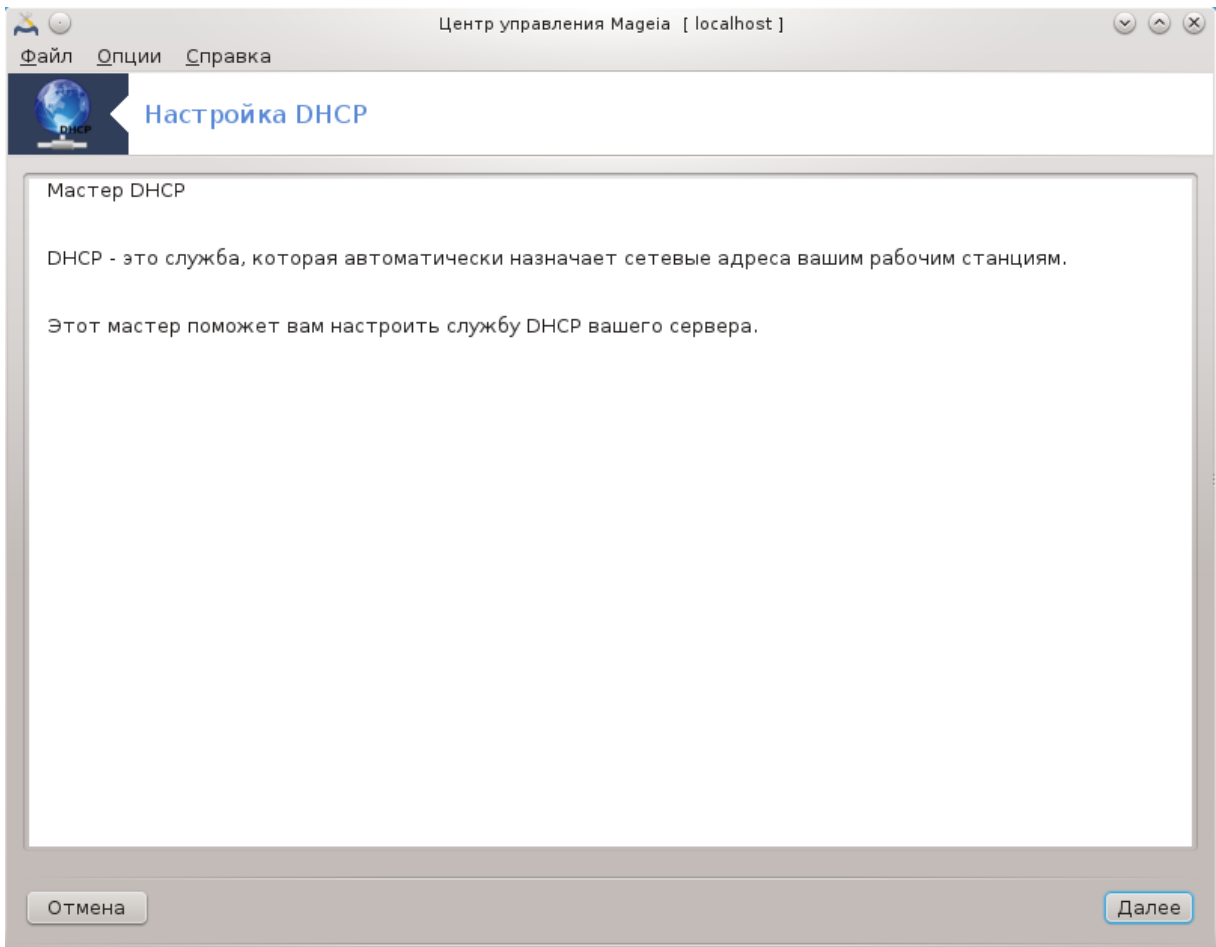 Центр управления Mageia [ localhost ]
Файл Опции Справка
DHCP
Настройка DHCP
Мастер DHCP
DHCP - это служба, которая автоматически назначает сетевые адреса вашим рабочим станциям.
Этот мастер поможет вам настроить службу DHCP вашего сервера.
Отмена Далее